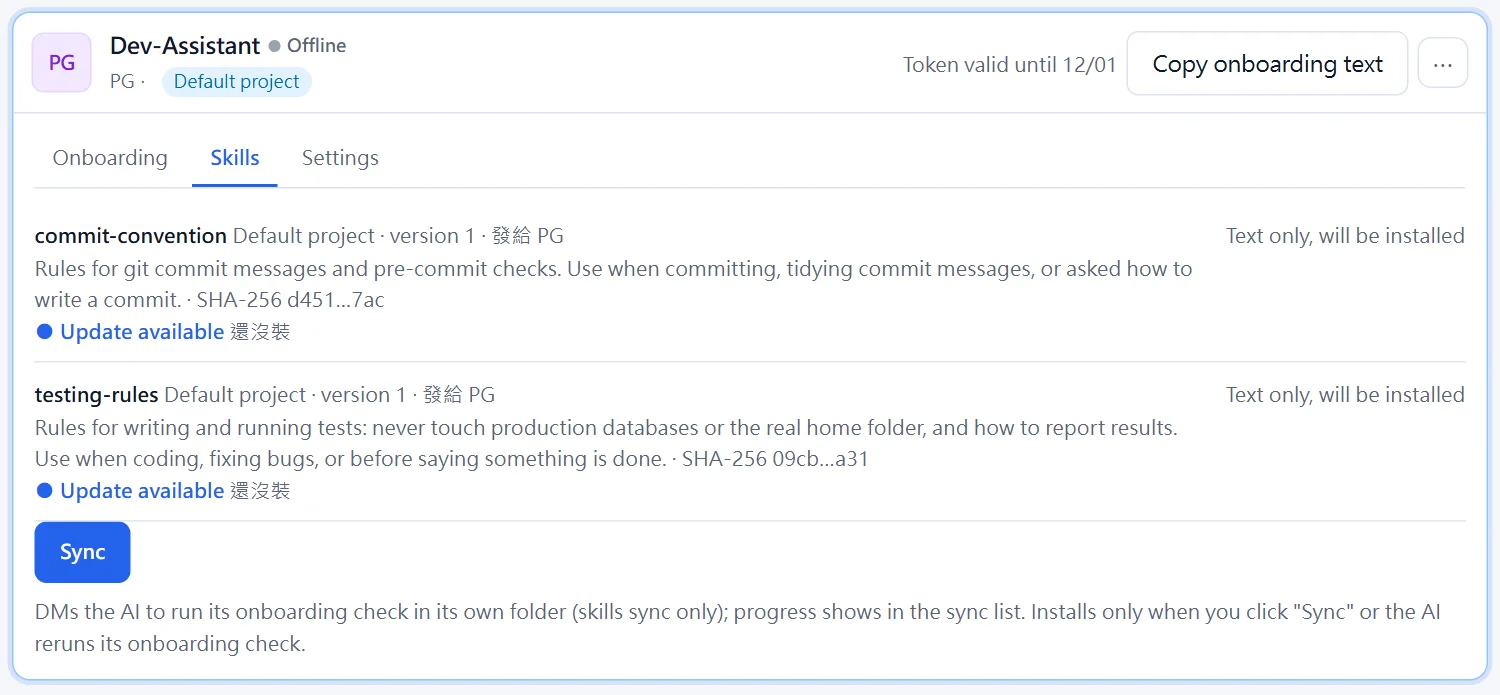 PG
Dev-Assistant ● Offline
PG · Default project
Token valid until 12/01
Copy onboarding text
...
Onboarding
Skills
Settings
commit-convention Default project · version 1 · 發給 PG
Text only, will be installed
Rules for git commit messages and pre-commit checks. Use when committing, tidying commit messages, or asked how to
write a commit. · SHA-256 d451...7ac
● Update available 還沒裝
testing-rules Default project · version 1 · 發給 PG
Text only, will be installed
Rules for writing and running tests: never touch production databases or the real home folder, and how to report results.
Use when coding, fixing bugs, or before saying something is done. · SHA-256 09cb...a31
● Update available 還沒裝
Sync
DMs the AI to run its onboarding check in its own folder (skills sync only); progress shows in the sync list. Installs only when you click "Sync" or the AI
reruns its onboarding check.